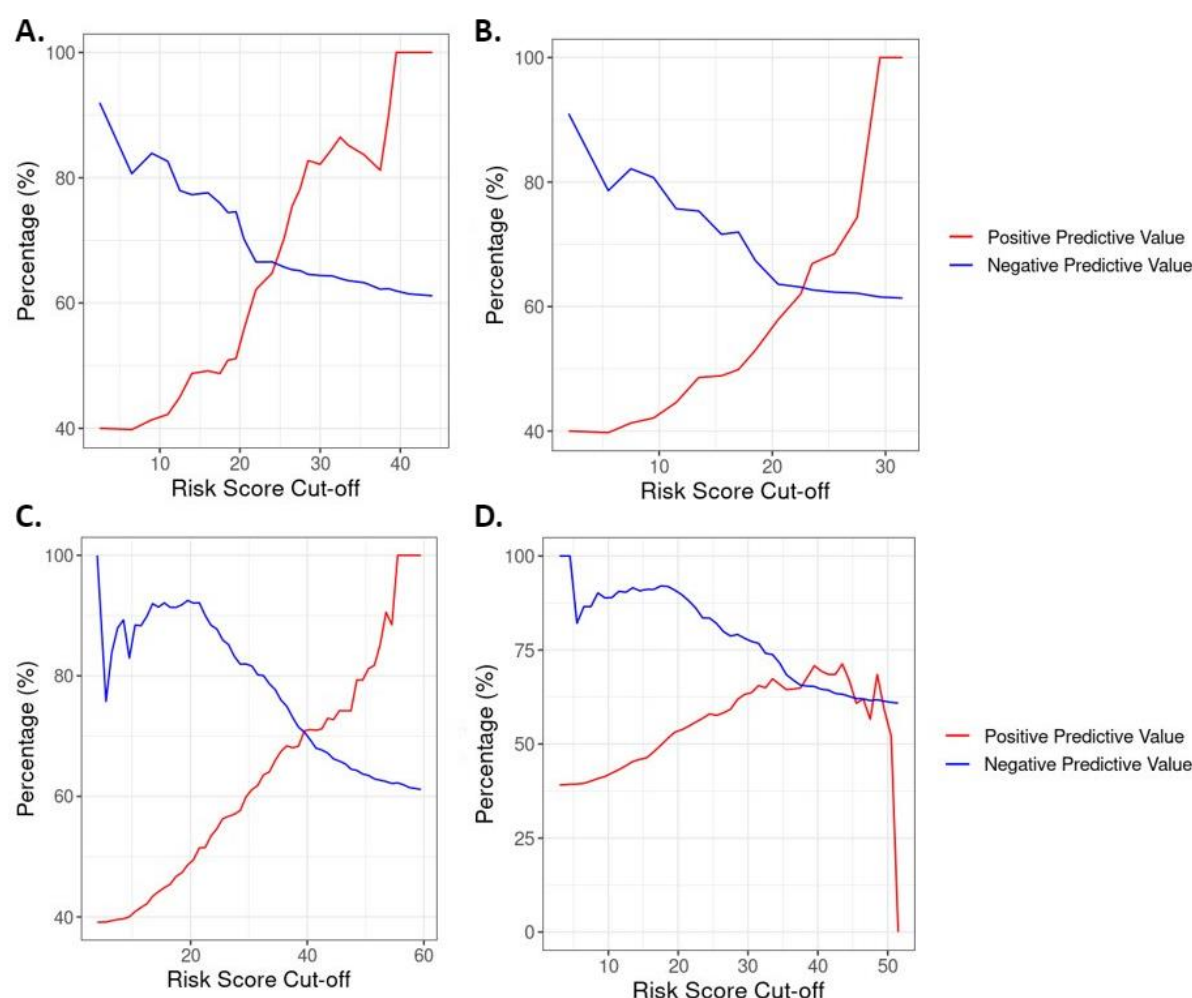 A.
100
80
60
40
Percentage (%)
10 20 30 40
Risk Score Cut-off
B.
100
80
60
40
Percentage (%)
10 20 30
Risk Score Cut-off
Positive Predictive Value
Negative Predictive Value
C.
100
80
60
40
Percentage (%)
20 40 60
Risk Score Cut-off
D.
100
75
50
25
0
Percentage (%)
10 20 30 40 50
Risk Score Cut-off
Positive Predictive Value
Negative Predictive Value